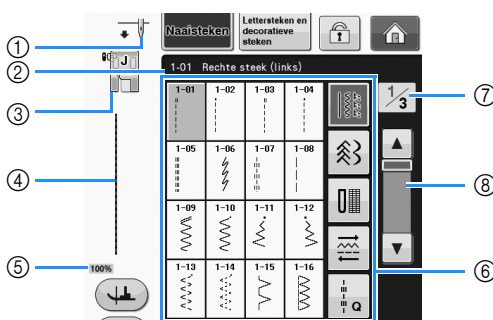 Naaisteken
Lettersteken en
decoratieve
steken
①
②
1-01 Rechte steek (links)
J
③
④
⑤
100%
⑥
⑦
1/3
⑧
1-01 1-02 1-03 1-04
1-05 1-06 1-07 1-08
1-09 1-10 1-11 1-12
1-13 1-14 1-15 1-16
Q